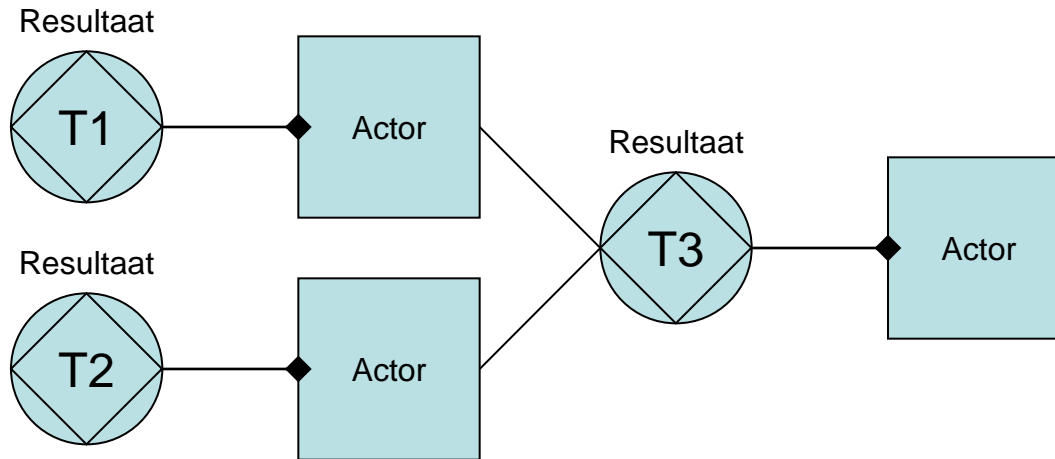 Resultaat
T1
Actor
Resultaat
T2
Actor
Resultaat
T3
Actor